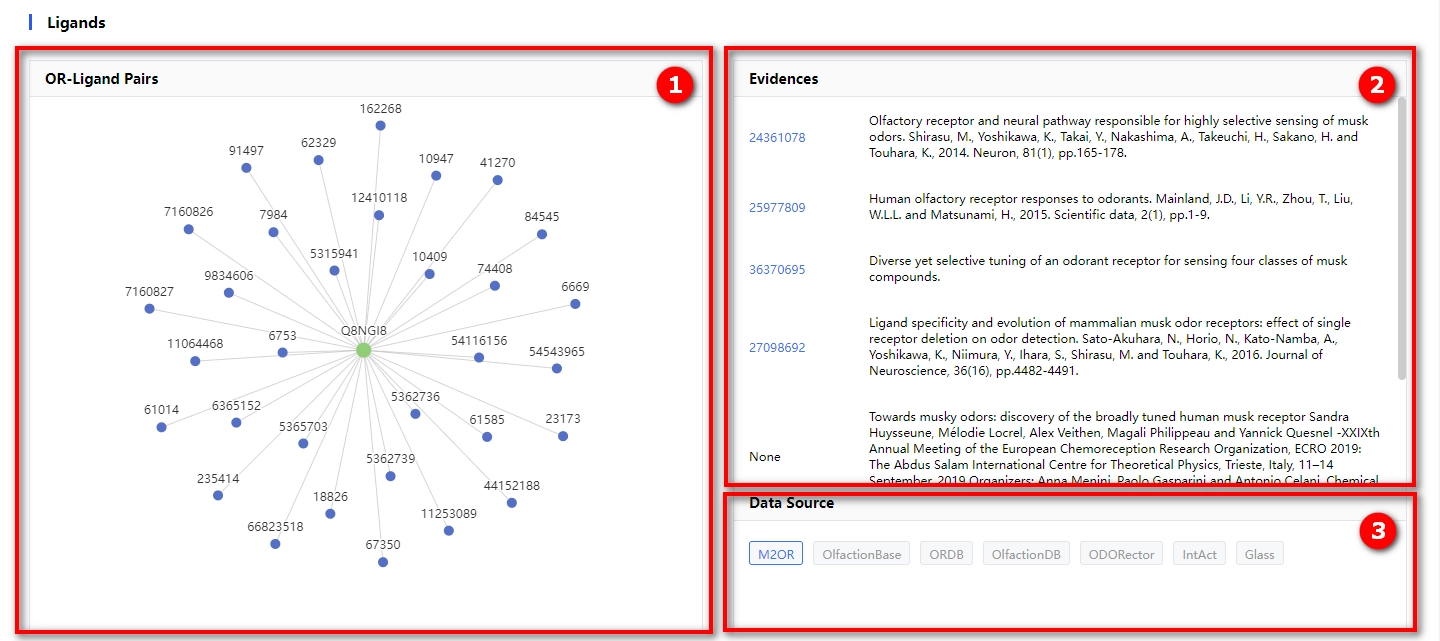 Ligands
OR-Ligand Pairs
1
162268
62329
91497
10947
41270
12410118
7160826
7984
84545
5315941
10409
74408
9834606
7160827
6669
Q8NGI8
6753
11064468
54116156
54543965
5362736
61014
6365152
5365703
61585
23173
5362739
235414
44152188
18826
11253089
66823518
67350
Evidences
2
24361078
Olfactory receptor and neural pathway responsible for highly selective sensing of musk
odors. Shirasu, M., Yoshikawa, K., Takai, Y., Nakashima, A., Takeuchi, H., Sakano, H. and
Touhara, K., 2014. Neuron, 81(1), pp.165-178.
25977809
Human olfactory receptor responses to odorants. Mainland, J.D., Li, Y.R., Zhou, T., Liu,
W.L.L. and Matsunami, H., 2015. Scientific data, 2(1), pp.1-9.
36370695
Diverse yet selective tuning of an odorant receptor for sensing four classes of musk
compounds.
27098692
Ligand specificity and evolution of mammalian musk odor receptors: effect of single
receptor deletion on odor detection. Sato-Akuhara, N., Horio, N., Kato-Namba, A.,
Yoshikawa, K., Niimura, Y., Ihara, S., Shirasu, M. and Touhara, K., 2016. Journal of
Neuroscience, 36(16), pp.4482-4491.
None
Towards musky odors: discovery of the broadly tuned human musk receptor Sandra
Huysseune, Mélodie Locrel, Alex Veithen, Magali Philippeau and Yannick Quesnel -XXIXth
Annual Meeting of the European Chemoreception Research Organization, ECRO 2019:
The Abdus Salam International Centre for Theoretical Physics, Trieste, Italy, 11–14
September, 2019 Organizers: Anna Menini, Paolo Gasparini and Antonio Celani, Chemical
Data Source
3
M2OR
OlfactionBase
ORDB
OlfactionDB
ODORector
IntAct
Glass